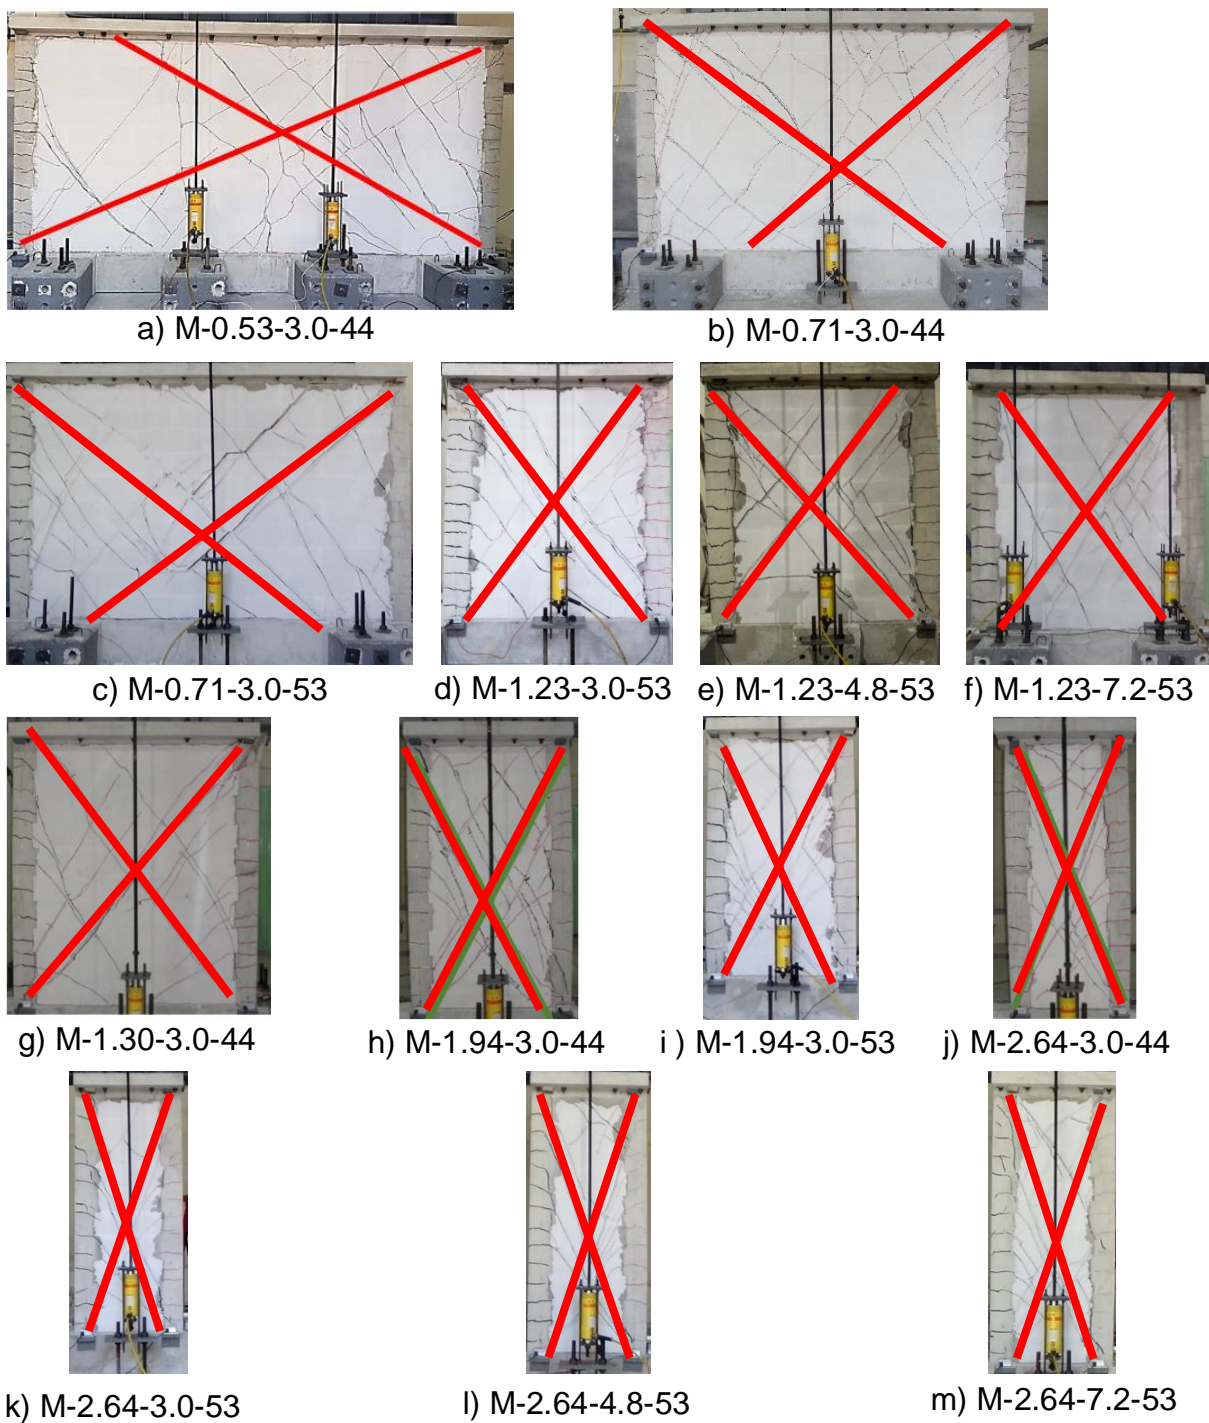 a) M-0.53-3.0-44
b) M-0.71-3.0-44
c) M-0.71-3.0-53
d) M-1.23-3.0-53
e) M-1.23-4.8-53
f) M-1.23-7.2-53
g) M-1.30-3.0-44
h) M-1.94-3.0-44
i ) M-1.94-3.0-53
j) M-2.64-3.0-44
k) M-2.64-3.0-53
l) M-2.64-4.8-53
m) M-2.64-7.2-53